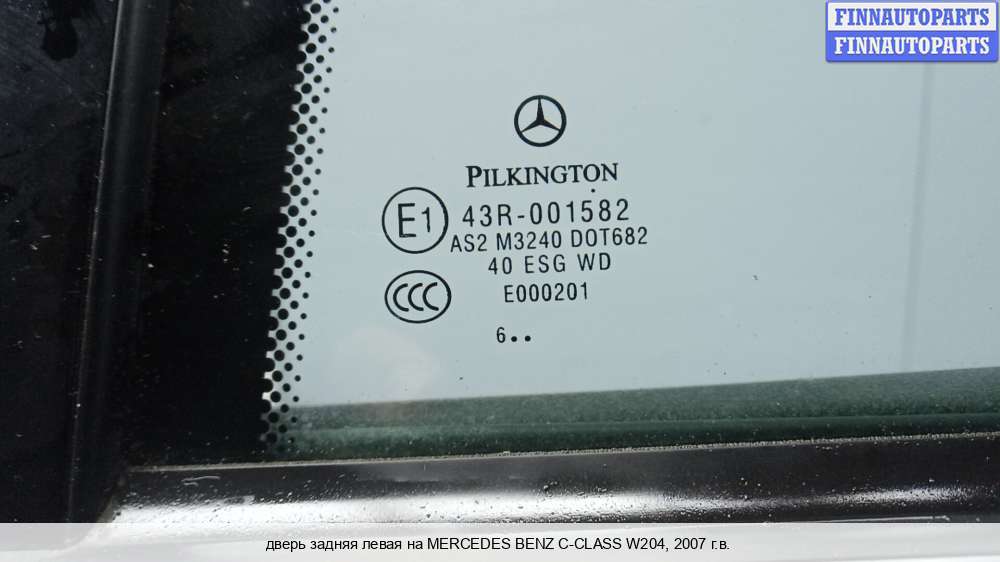 FINNAUTOPARTS
FINNAUTOPARTS
PILKINGTON
E1
43R-001582
AS2 M3240 DOT682
40 ESG WD
CCC
E000201
6..
дверь задняя левая на MERCEDES BENZ C-CLASS W204, 2007 г.в.